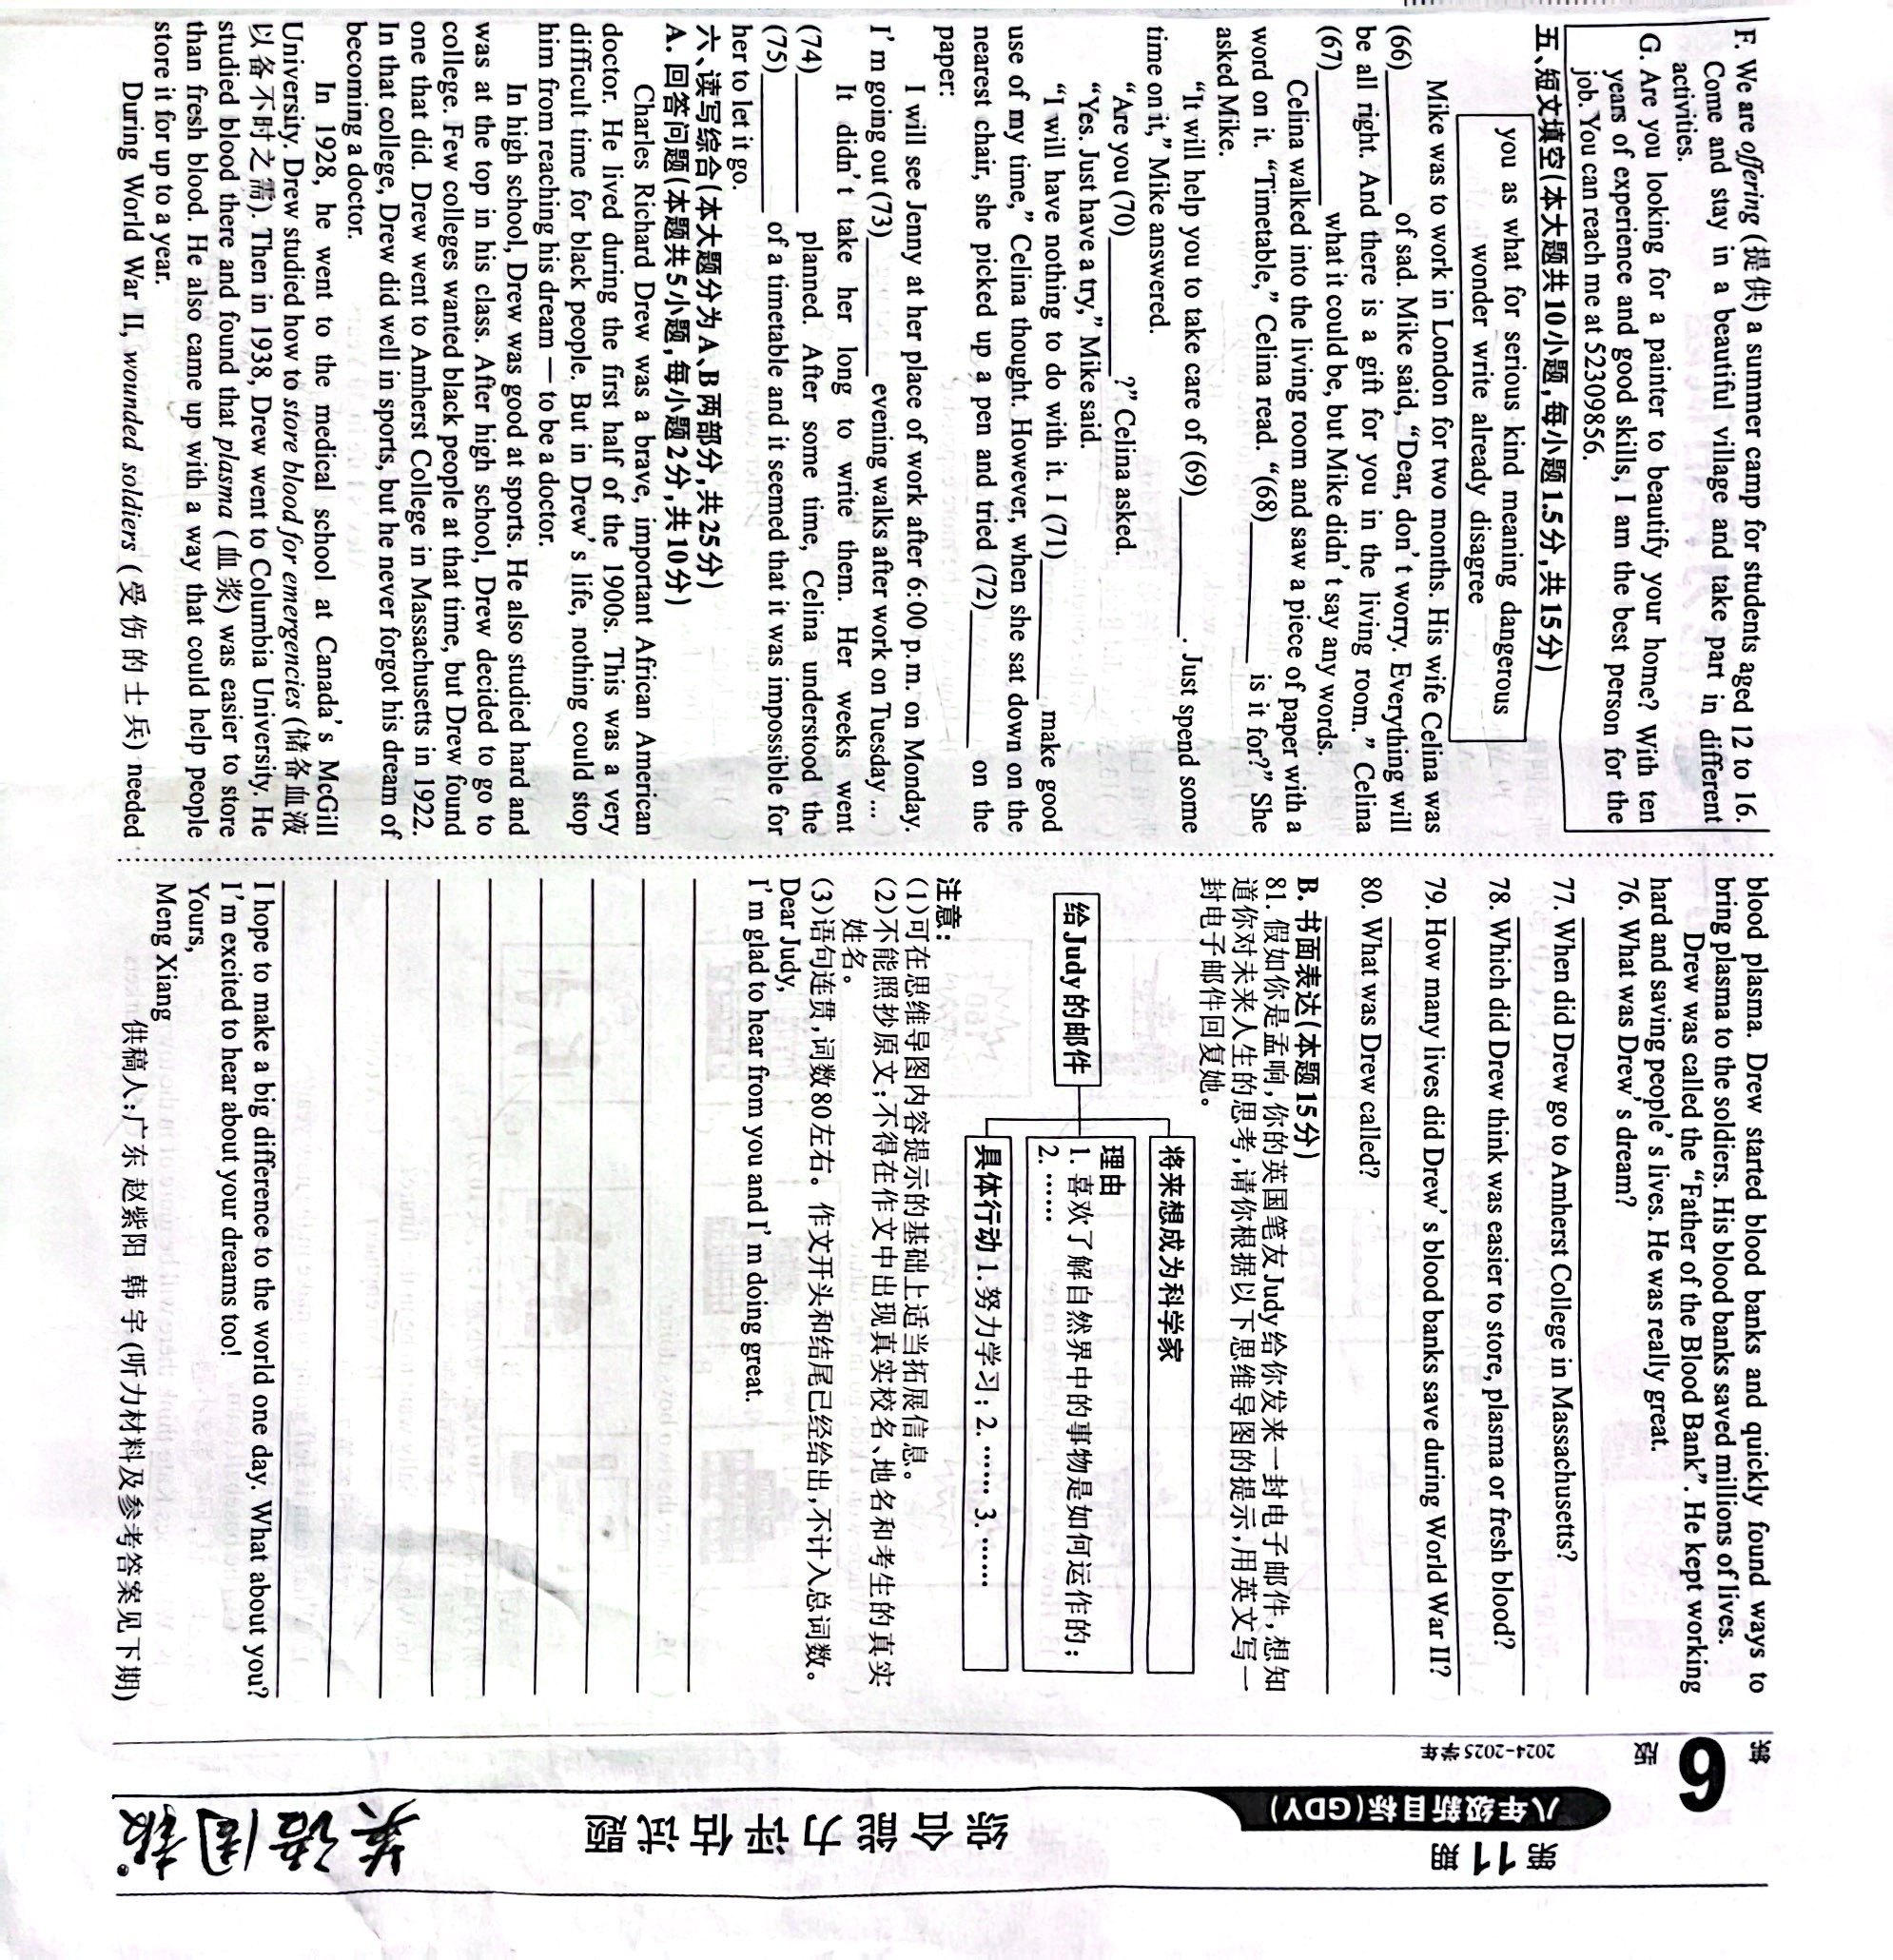 F. We are offering (提供) a summer camp for students aged 12 to 16.
Come and stay in a beautiful village and take part in different
activities.
G. Are you looking for a painter to beautify your home? With ten
years of experience and good skills, I am the best person for the
job. You can reach me at 52309856.
五、短文填空(本大题共10小题,每小题1.5分,共15分)
you as what for serious kind meaning dangerous
wonder write already disagree
Mike was to work in London for two months. His wife Celina was
(66)________ of sad. Mike said, “Dear, don't worry. Everything will
be all right. And there is a gift for you in the living room.” Celina
(67)________ what it could be, but Mike didn't say any words.
Celina walked into the living room and saw a piece of paper with a
word on it. “Timetable,” Celina read. “(68)________ is it for?” She
asked Mike.
“It will help you to take care of (69)________. Just spend some
time on it,” Mike answered.
“Are you (70)________?” Celina asked.
“Yes. Just have a try,” Mike said.
“I will have nothing to do with it. I (71)________ make good
use of my time,” Celina thought. However, when she sat down on the
nearest chair, she picked up a pen and tried (72)________ on the
paper:
I will see Jenny at her place of work after 6:00 p.m. on Monday.
I'm going out (73)________ evening walks after work on Tuesday ...
It didn't take her long to write them. Her weeks went
(74)________ planned. After some time, Celina understood the
(75)________ of a timetable and it seemed that it was impossible for
her to let it go.
六、读写综合(本大题分为A、B两部分,共25分)
A. 回答问题(本题共5小题,每小题2分,共10分)
Charles Richard Drew was a brave, important African American
doctor. He lived during the first half of the 1900s. This was a very
difficult time for black people. But in Drew's life, nothing could stop
him from reaching his dream — to be a doctor.
In high school, Drew was good at sports. He also studied hard and
was at the top in his class. After high school, Drew decided to go to
college. Few colleges wanted black people at that time, but Drew found
one that did. Drew went to Amherst College in Massachusetts in 1922.
In that college, Drew did well in sports, but he never forgot his dream of
becoming a doctor.
In 1928, he went to the medical school at Canada's McGill
University. Drew studied how to store blood for emergencies (储备血液
以备不时之需). Then in 1938, Drew went to Columbia University. He
studied blood there and found that plasma (血浆) was easier to store
than fresh blood. He also came up with a way that could help people
store it for up to a year.
During World War II, wounded soldiers (受伤的士兵) needed
blood plasma. Drew started blood banks and quickly found ways to
bring plasma to the soldiers. His blood banks saved millions of lives.
Drew was called the “Father of the Blood Bank”. He kept working
hard and saving people's lives. He was really great.
76. What was Drew's dream?
77. When did Drew go to Amherst College in Massachusetts?
78. Which did Drew think was easier to store, plasma or fresh blood?
79. How many lives did Drew's blood banks save during World War II?
80. What was Drew called?
B. 书面表达(本题15分)
81. 假如你是孟响,你的英国笔友Judy给你发来一封电子邮件,想知
道你对未来人生的思考,请你根据以下思维导图的提示,用英文写一
封电子邮件回复她。
给Judy的邮件
将来想成为科学家
理由
1. 喜欢了解自然界中的事物是如何运作的;
2. ……
具体行动 1.努力学习; 2. …… 3. ……
注意:
(1)可在思维导图内容提示的基础上适当拓展信息。
(2)不能照抄原文;不得在作文中出现真实校名、地名和考生的真实
姓名。
(3)语句连贯,词数80左右。作文开头和结尾已经给出,不计入总词数。
Dear Judy,
I'm glad to hear from you and I'm doing great.
I hope to make a big difference to the world one day. What about you?
I'm excited to hear about your dreams too!
Yours,
Meng Xiang
供稿人:广东 赵紫阳 韩 宇(听力材料及参考答案见下期)
第
6
版
2024-2025学年
八年级新目标(GDY)
第11期
综合能力评估试题
英语周报